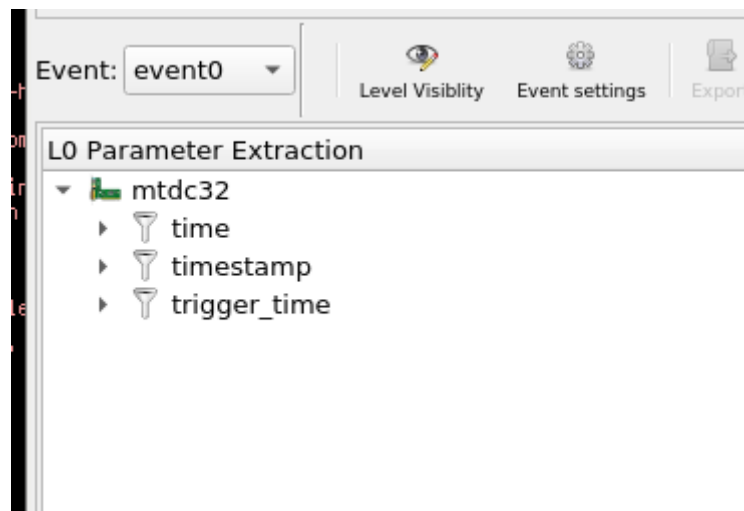 Event: event0
Level Visiblity
Event settings
L0 Parameter Extraction
mtdc32
time
timestamp
trigger_time